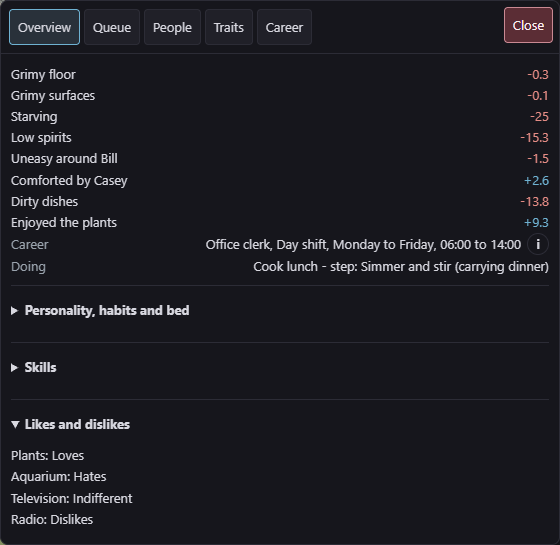 Overview Queue People Traits Career Close
Grimy floor -0.3
Grimy surfaces -0.1
Starving -25
Low spirits -15.3
Uneasy around Bill -1.5
Comforted by Casey +2.6
Dirty dishes -13.8
Enjoyed the plants +9.3
Career Office clerk, Day shift, Monday to Friday, 06:00 to 14:00 i
Doing Cook lunch - step: Simmer and stir (carrying dinner)
Personality, habits and bed
Skills
Likes and dislikes
Plants: Loves
Aquarium: Hates
Television: Indifferent
Radio: Dislikes